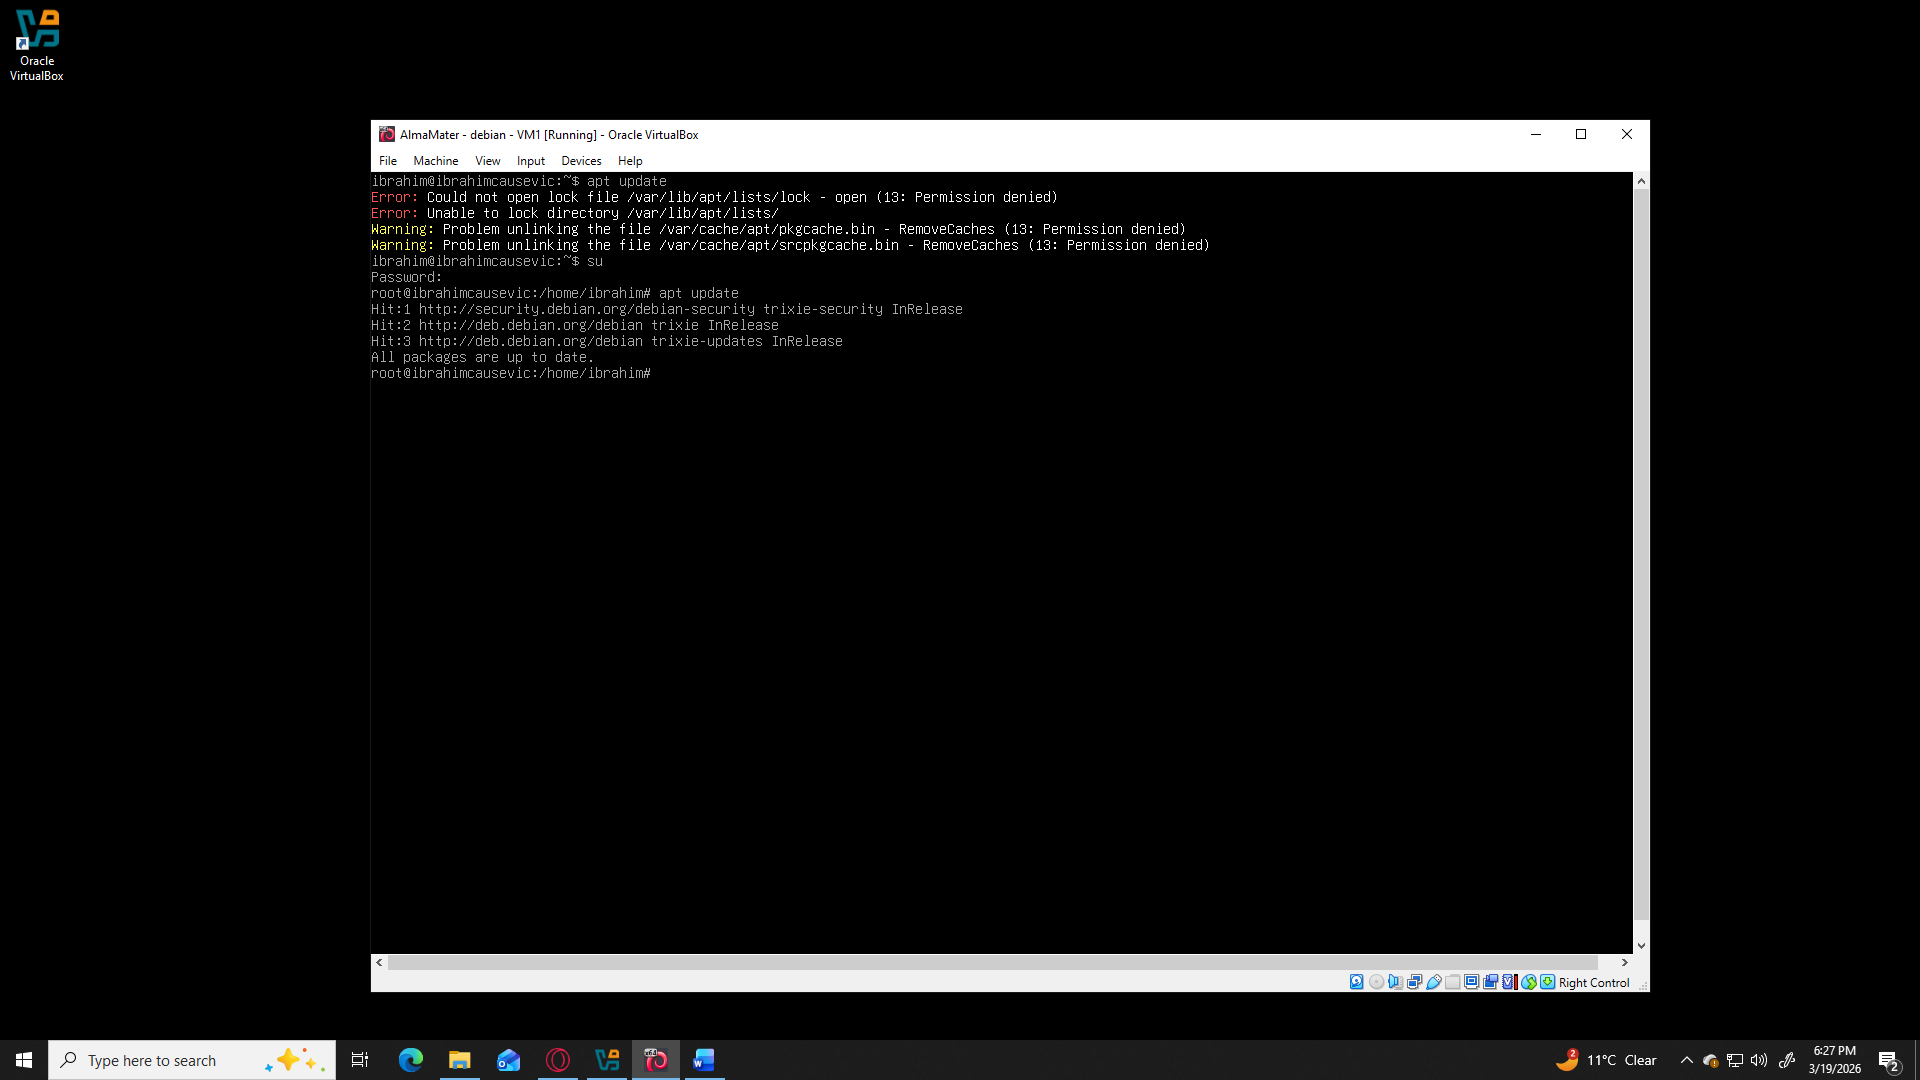 Oracle
VirtualBox
AlmaMater - debian - VM1 [Running] - Oracle VirtualBox
File Machine View Input Devices Help
ibrahim@ibrahimcausevic:~$ apt update
Error: Could not open lock file /var/lib/apt/lists/lock - open (13: Permission denied)
Error: Unable to lock directory /var/lib/apt/lists/
Warning: Problem unlinking the file /var/cache/apt/pkgcache.bin - RemoveCaches (13: Permission denied)
Warning: Problem unlinking the file /var/cache/apt/srcpkgcache.bin - RemoveCaches (13: Permission denied)
ibrahim@ibrahimcausevic:~$ su
Password:
root@ibrahimcausevic:/home/ibrahim# apt update
Hit:1 http://security.debian.org/debian-security trixie-security InRelease
Hit:2 http://deb.debian.org/debian trixie InRelease
Hit:3 http://deb.debian.org/debian trixie-updates InRelease
All packages are up to date.
root@ibrahimcausevic:/home/ibrahim#
Right Control
Type here to search
2
11°C Clear
6:27 PM
3/19/2026
2